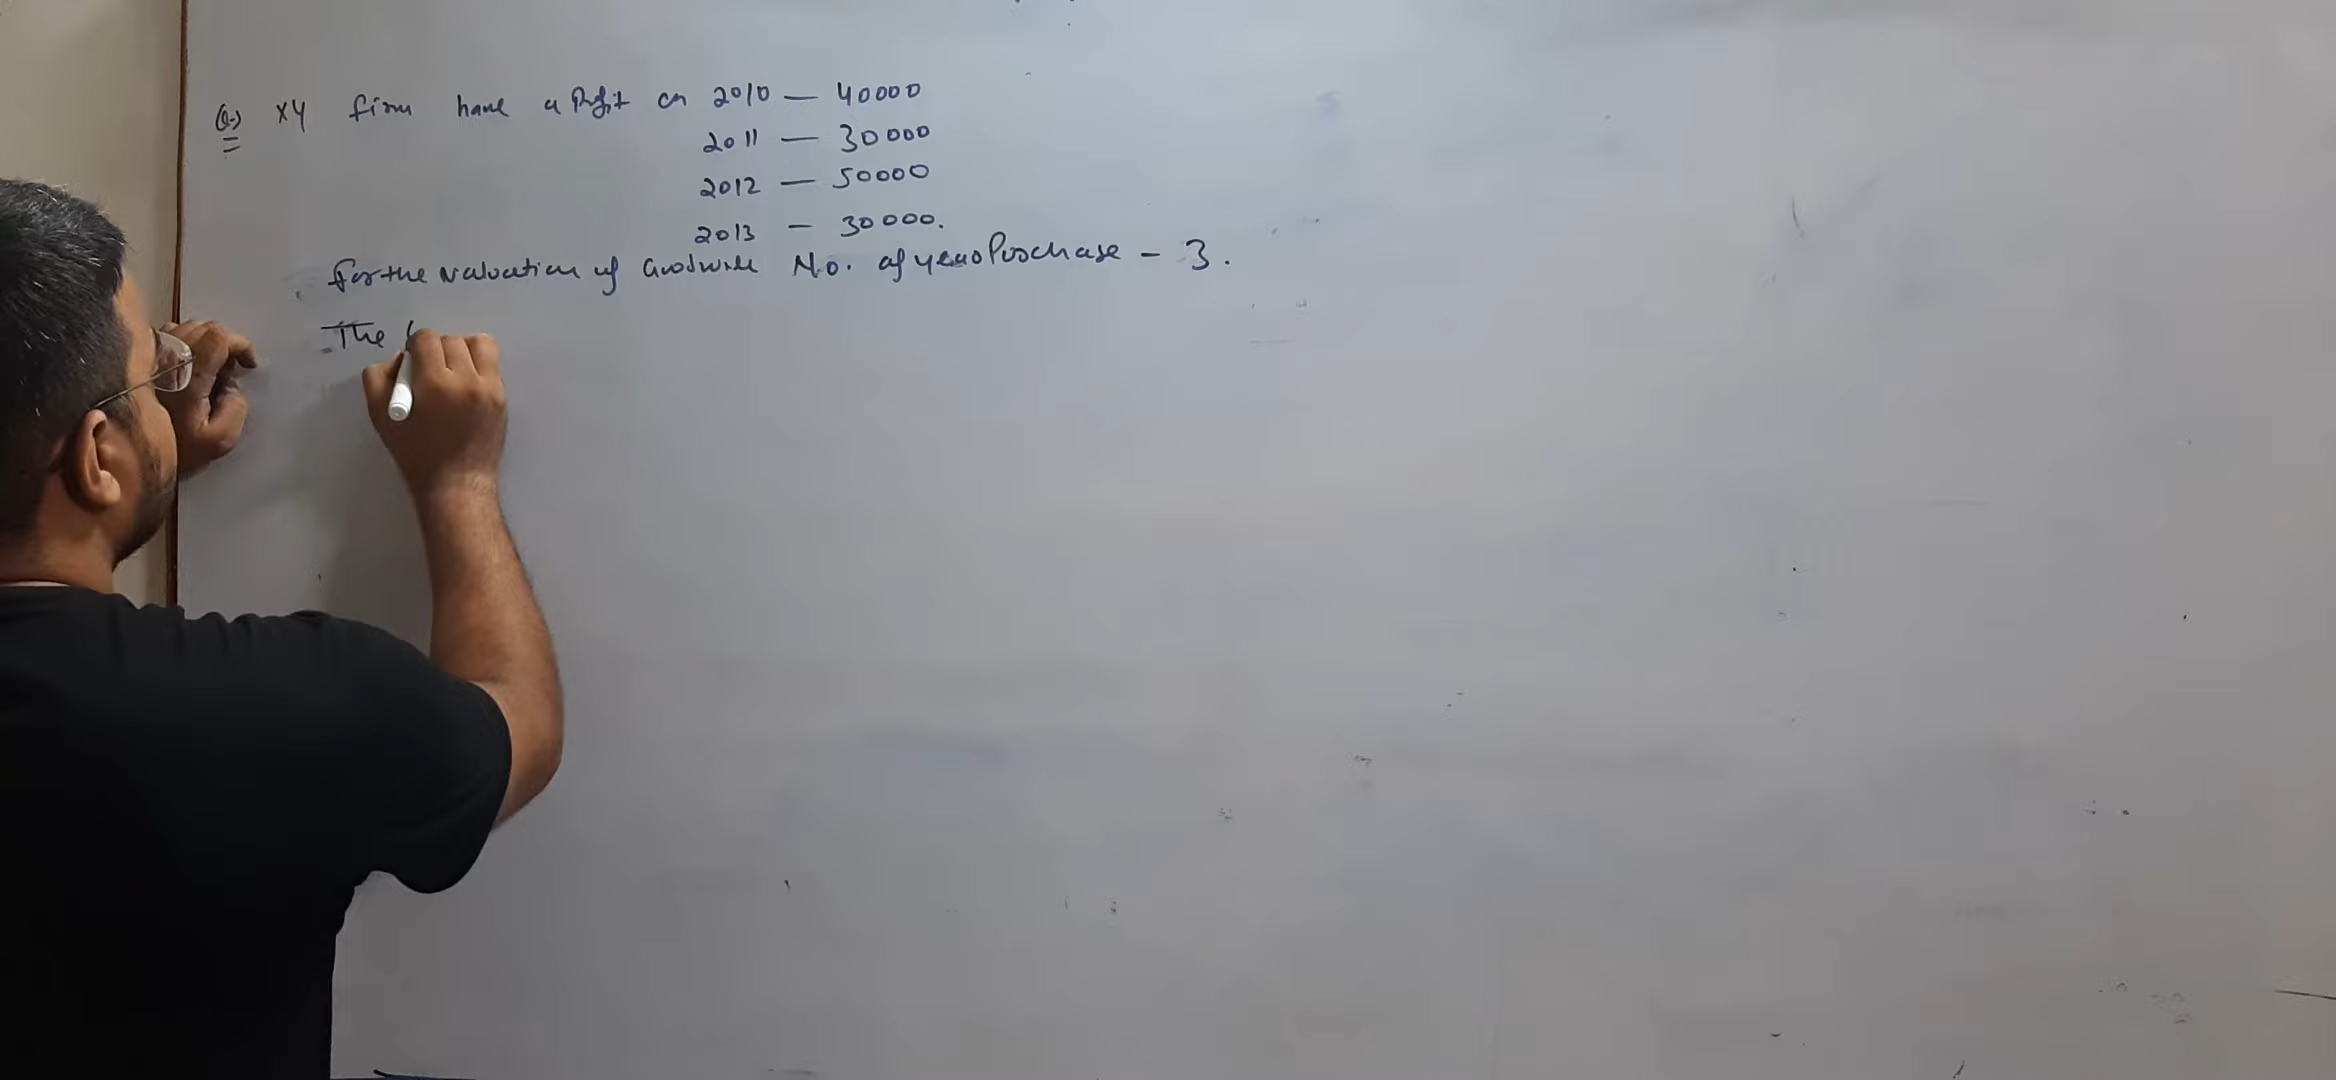 Q.) XY firm have a Profit on 2010 — 40000
2011 — 30000
2012 — 50000
2013 — 30000.
for the valuation of Goodwill No. of years Purchase - 3.
The